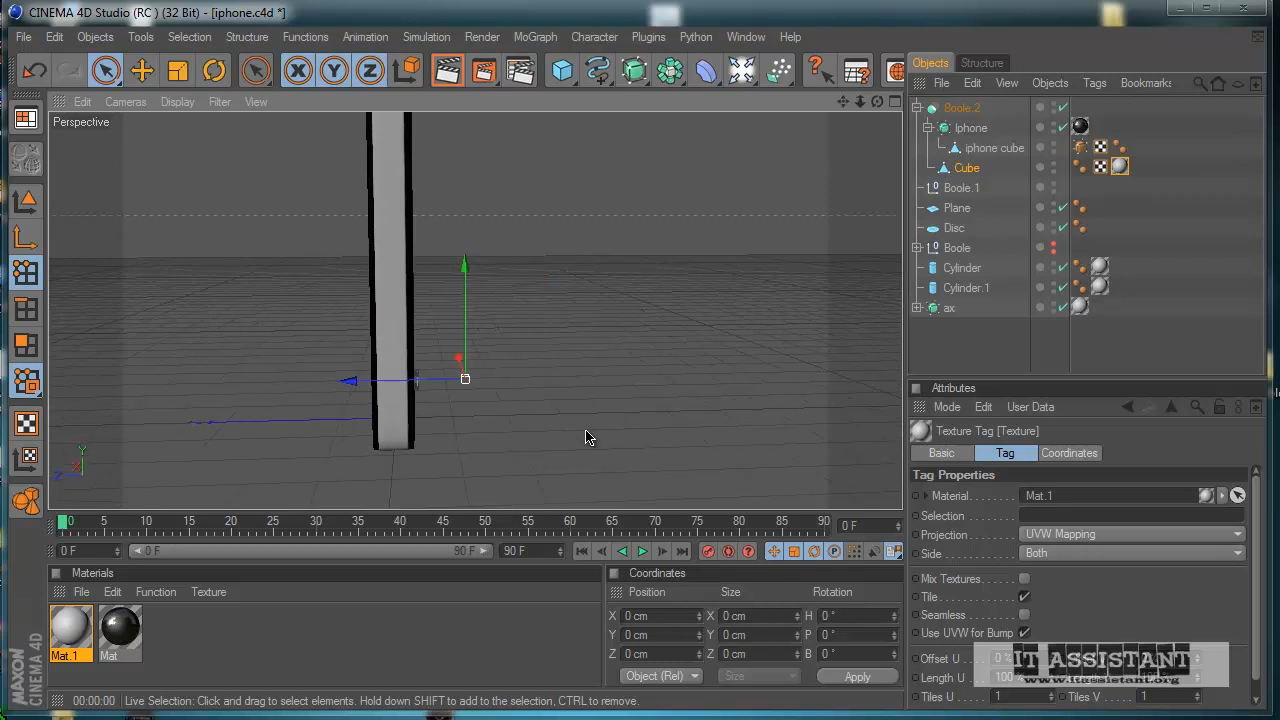 CINEMA 4D Studio (RC ) (32 Bit) - [iphone.c4d *]
File Edit Objects Tools Selection Structure Functions Animation Simulation Render MoGraph Character Plugins Python Window Help
X Y Z
Objects Structure
File Edit View Objects Tags Bookmarks
Edit Cameras Display Filter View
Perspective
Boole.2
Iphone
iphone cube
Cube
Boole.1
Plane
Disc
Boole
Cylinder
Cylinder.1
ax
Y
X
Z
Attributes
Mode Edit User Data
Texture Tag [Texture]
Basic Tag Coordinates
Tag Properties
Material Mat.1
Selection
Projection UVW Mapping
Side Both
Mix Textures
Tile
Seamless
Use UVW for Bump
Offset U 0 %
Length U 100
Tiles U 1 Tiles V 1
IT ASSISTANT
www.itassistant.org
0 5 10 15 20 25 30 35 40 45 50 55 60 65 70 75 80 85 90 0 F
0 F 0 F 90 F 90 F
Materials
File Edit Function Texture
Mat.1 Mat
Coordinates
Position Size Rotation
X 0 cm X 0 cm H 0 °
Y 0 cm Y 0 cm P 0 °
Z 0 cm Z 0 cm B 0 °
Object (Rel) Size Apply
MAXON CINEMA 4D
00:00:00 Live Selection: Click and drag to select elements. Hold down SHIFT to add to the selection, CTRL to remove.